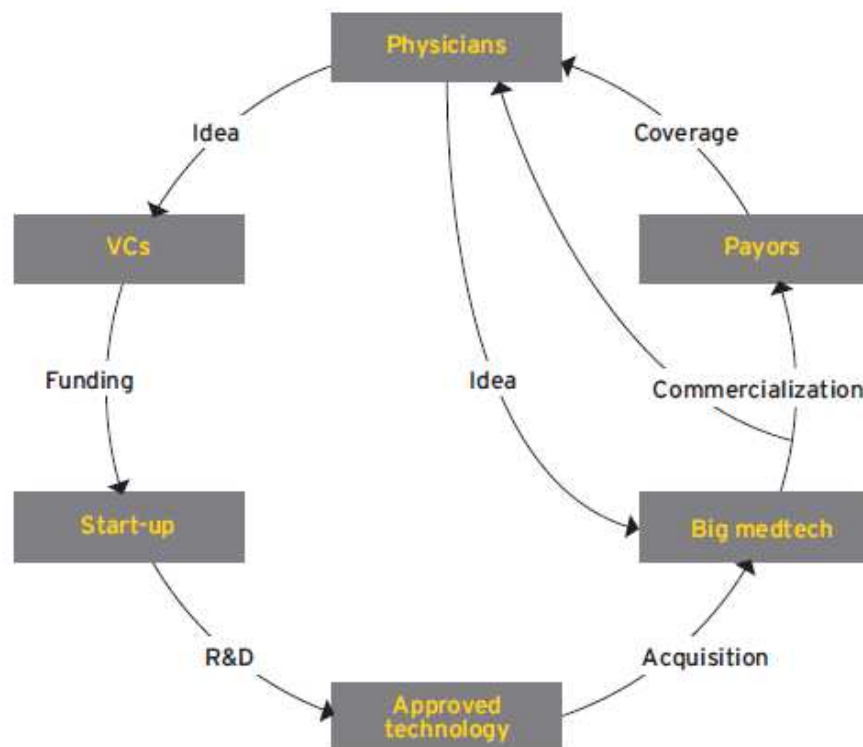 Physicians
Idea
Coverage
VCs
Payors
Funding
Idea
Commercialization
Start-up
Big medtech
R&D
Acquisition
Approved
technology